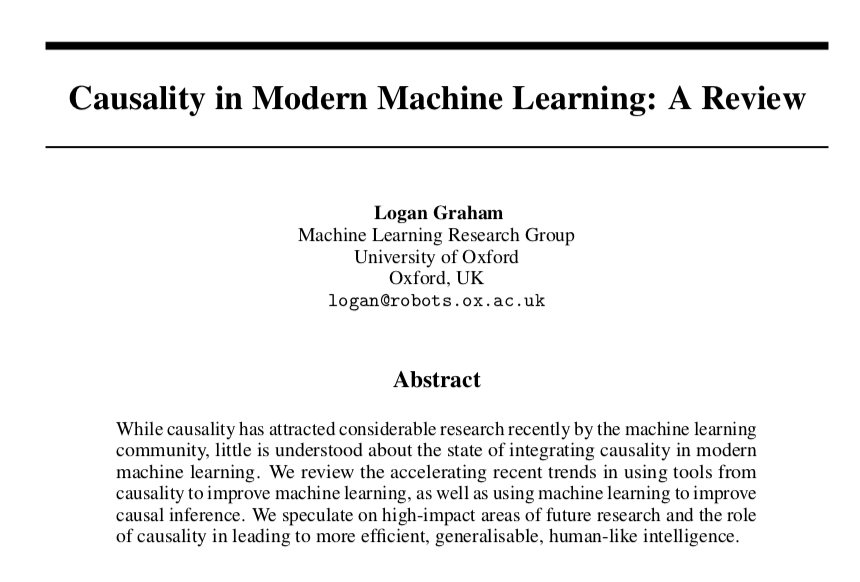 Causality in Modern Machine Learning: A Review
Logan Graham
Machine Learning Research Group
University of Oxford
Oxford, UK
logan@robots.ox.ac.uk
Abstract
While causality has attracted considerable research recently by the machine learning
community, little is understood about the state of integrating causality in modern
machine learning. We review the accelerating recent trends in using tools from
causality to improve machine learning, as well as using machine learning to improve
causal inference. We speculate on high-impact areas of future research and the role
of causality in leading to more efficient, generalisable, human-like intelligence.